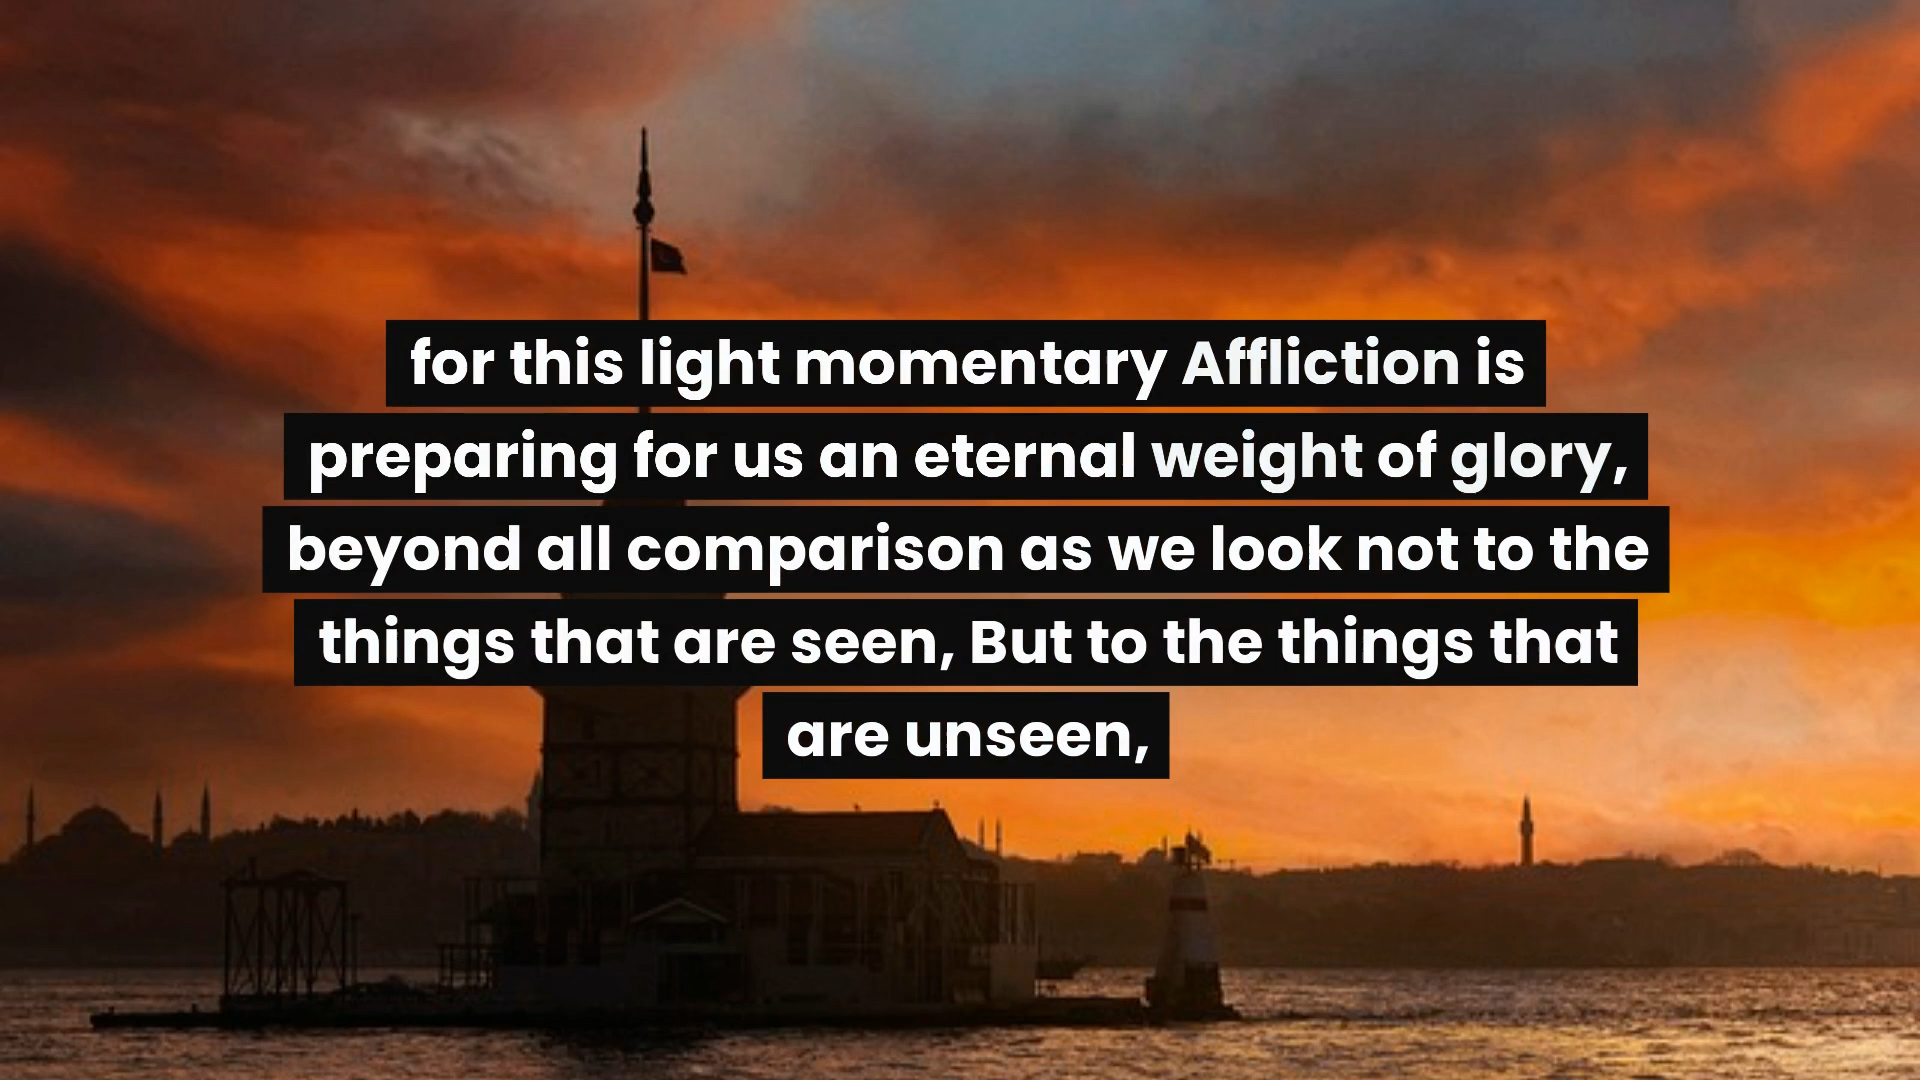 for this light momentary Affliction is
preparing for us an eternal weight of glory,
beyond all comparison as we look not to the
things that are seen, But to the things that
are unseen,